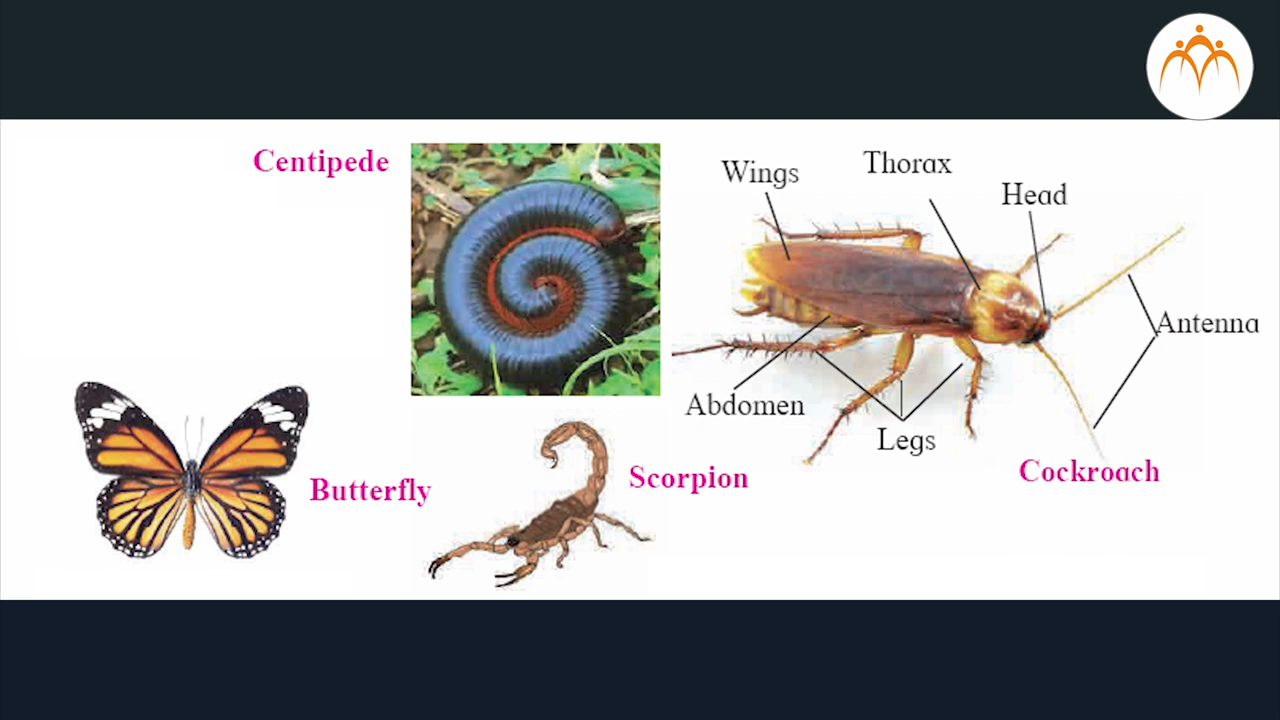 Centipede
Wings
Thorax
Head
Antenna
Abdomen
Legs
Cockroach
Scorpion
Butterfly